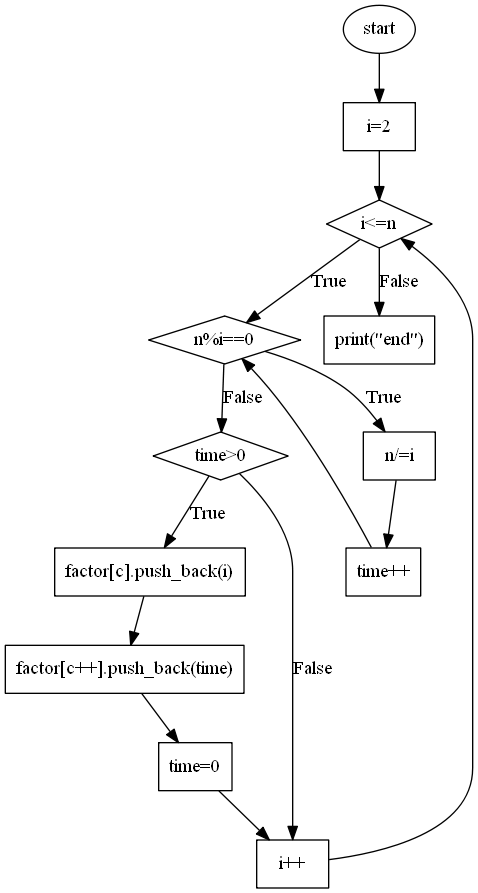 start
i=2
i<=n
True
False
n%i==0
print("end")
False
True
time>0
n/=i
True
factor[c].push_back(i)
time++
factor[c++].push_back(time)
False
time=0
i++